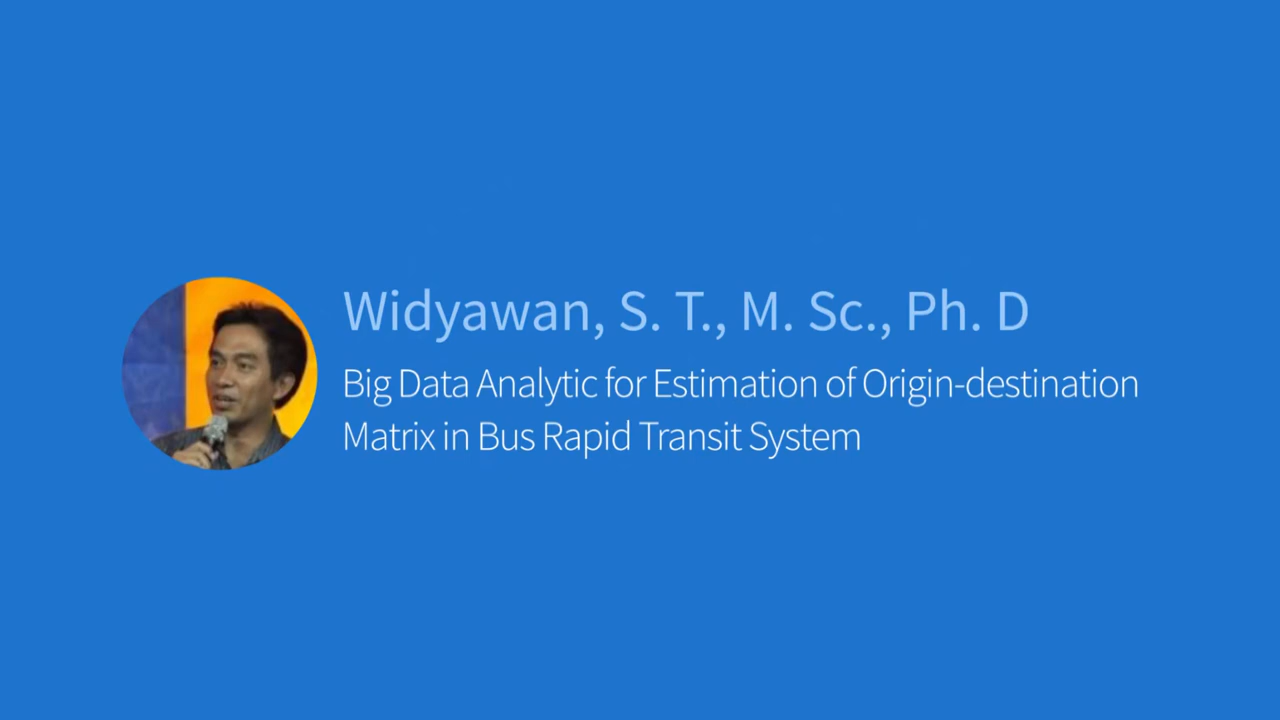 Widyawan, S. T., M. Sc., Ph. D
Big Data Analytic for Estimation of Origin-destination
Matrix in Bus Rapid Transit System